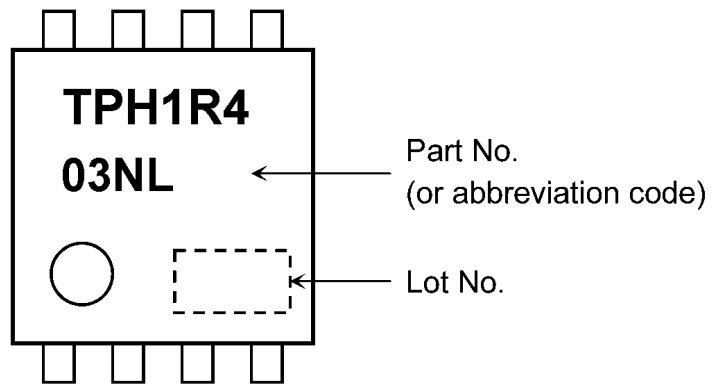 TPH1R4
03NL
Part No.
(or abbreviation code)
Lot No.